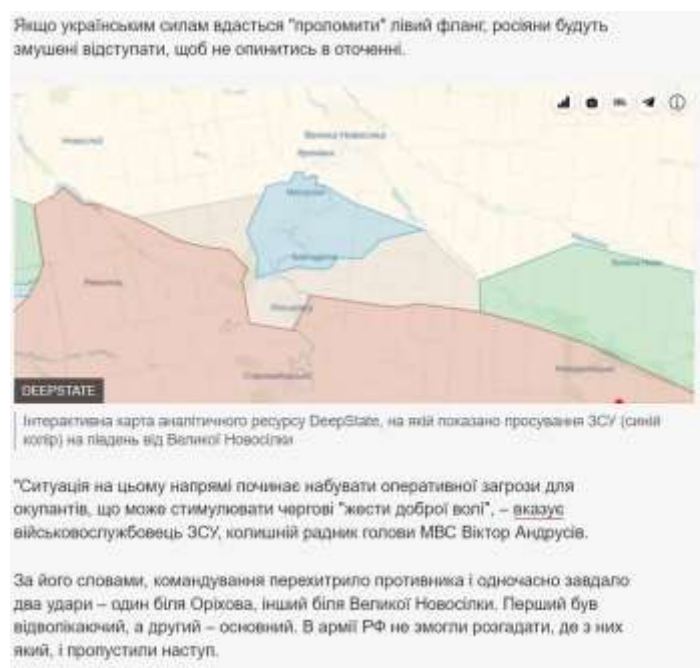 Якщо українським силам вдасться "проломити" лівий фланг, росіяни будуть
змушені відступати, щоб не опинитись в оточенні.
DEEPSTATE
Інтерактивна карта аналітичного ресурсу DeepState, на якій показано просування ЗСУ (синій
колір) на південь від Великої Новосілки
"Ситуація на цьому напрямі починає набувати оперативної загрози для
окупантів, що може стимулювати чергові "жести доброї волі", – вказує
військовослужбовець ЗСУ, колишній радник голови МВС Віктор Андрусів.
За його словами, командування перехитрило противника і одночасно завдало
два удари – один біля Оріхова, інший біля Великої Новосілки. Перший був
відволікаючий, а другий – основний. В армії РФ не змогли розгадати, де з них
який, і пропустили наступ.